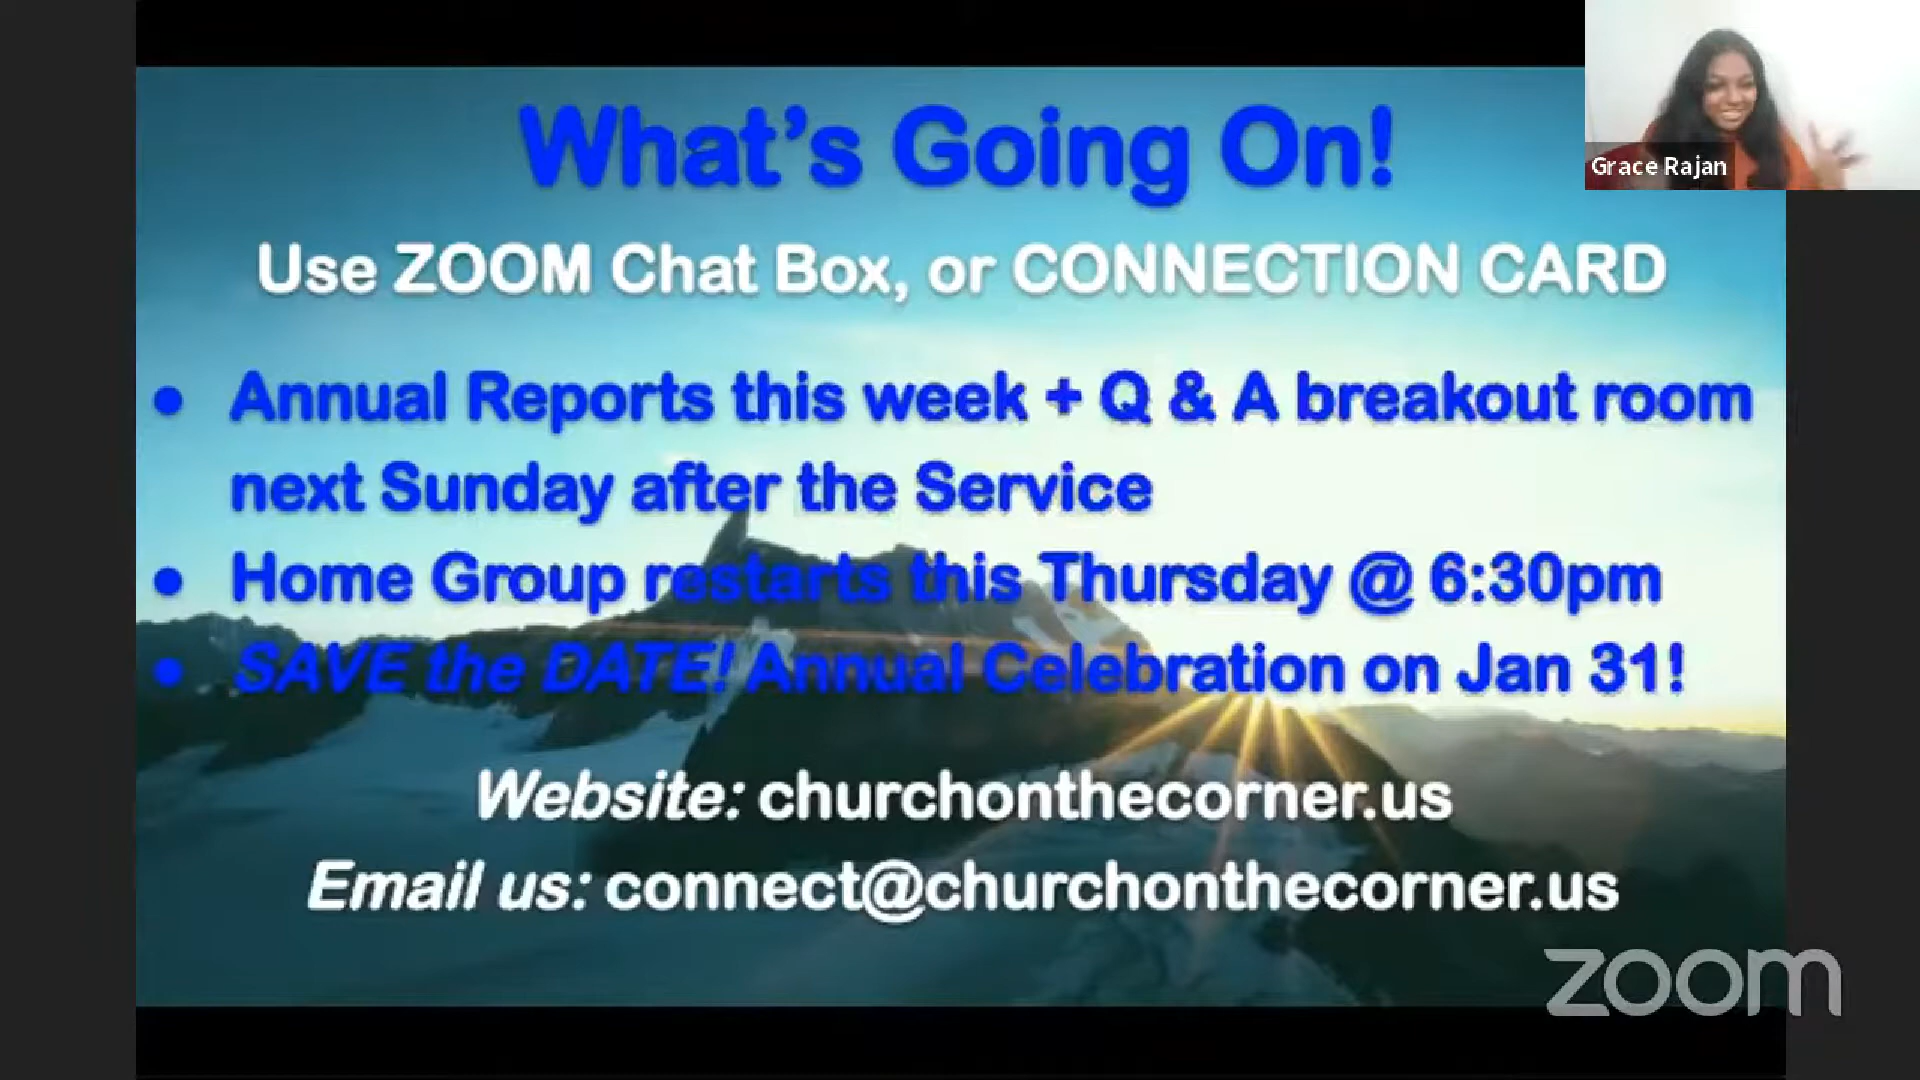 What's Going On!
Grace Rajan
Use ZOOM Chat Box, or CONNECTION CARD
• Annual Reports this week + Q & A breakout room
next Sunday after the Service
• Home Group restarts this Thursday @ 6:30pm
• SAVE the DATE! Annual Celebration on Jan 31!
Website: churchonthecorner.us
Email us: connect@churchonthecorner.us
zoom